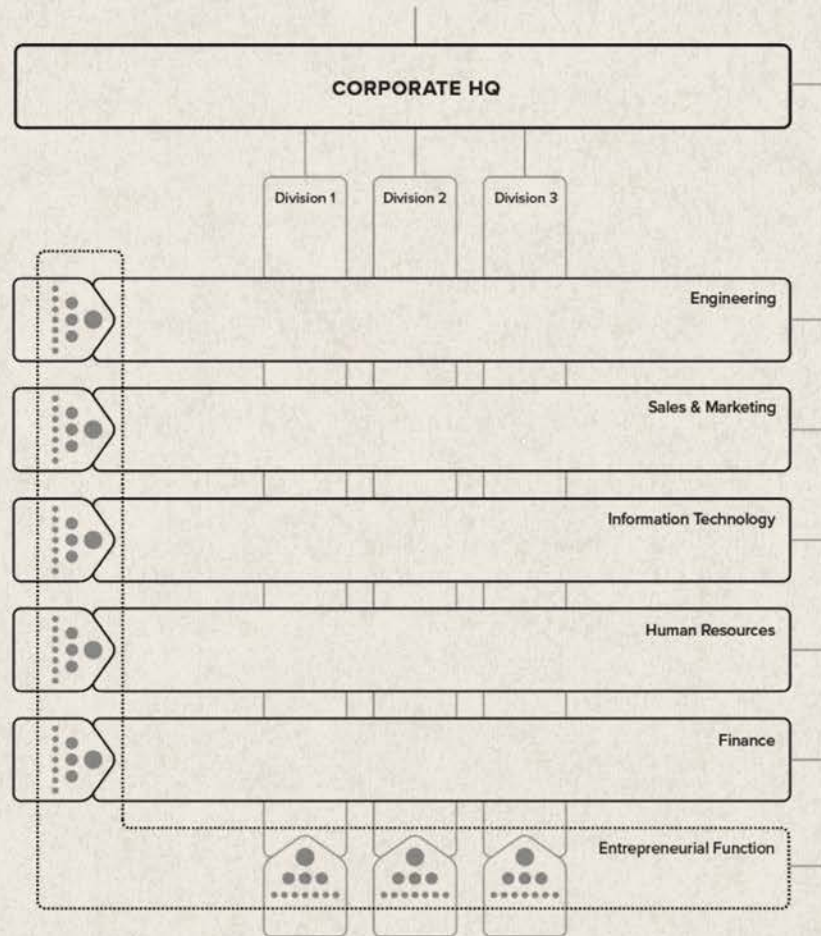 CORPORATE HQ
Division 1
Division 2
Division 3
Engineering
Sales & Marketing
Information Technology
Human Resources
Finance
Entrepreneurial Function